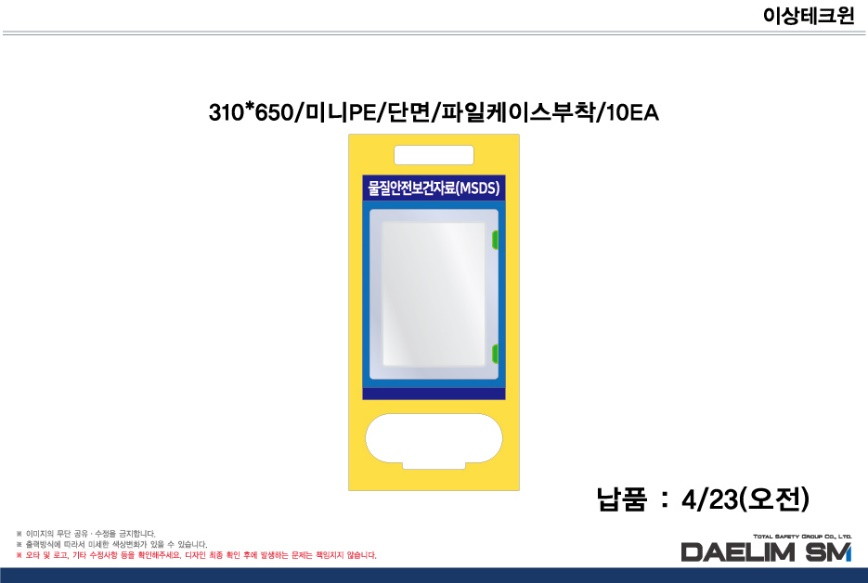 이상테크윈
310*650/미니PE/단면/파일케이스부착/10EA
물질안전보건자료(MSDS)
납품 : 4/23(오전)
※ 이미지의 무단 공유 · 수정을 금지합니다.
※ 출력방식에 따라서 미세한 색상변화가 있을 수 있습니다.
※ 오타 및 로고, 기타 수정사항 등을 확인해주세요. 디자인 최종 확인 후에 발생하는 문제는 책임지지 않습니다.
TOTAL SAFETY GROUP CO., LTD.
DAELIM SM